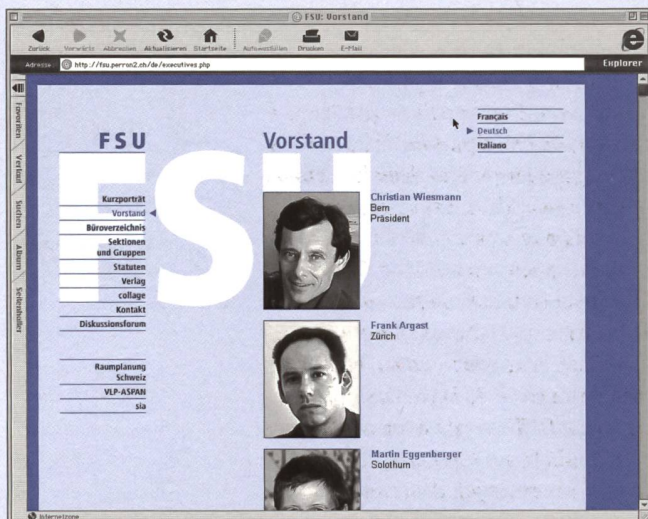 FSU: Vorstand
Zurück Vorwärts Abbrechen Aktualisieren Startseite AutoAusfüllen Drucken E-Mail
Adresse http://fsu.perron2.ch/de/executives.php Explorer
Favoriten
Verlauf
Suchen
Album
Seitenhalter
FSU
FSU
Kurzporträt
Vorstand
Büroverzeichnis
Sektionen
und Gruppen
Statuten
Verlag
collage
Kontakt
Diskussionsforum
Raumplanung
Schweiz
VLP-ASPAN
sia
Vorstand
Christian Wiesmann
Bern
Präsident
Frank Argast
Zürich
Martin Eggenberger
Solothurn
Français
Deutsch
Italiano
Internetzone